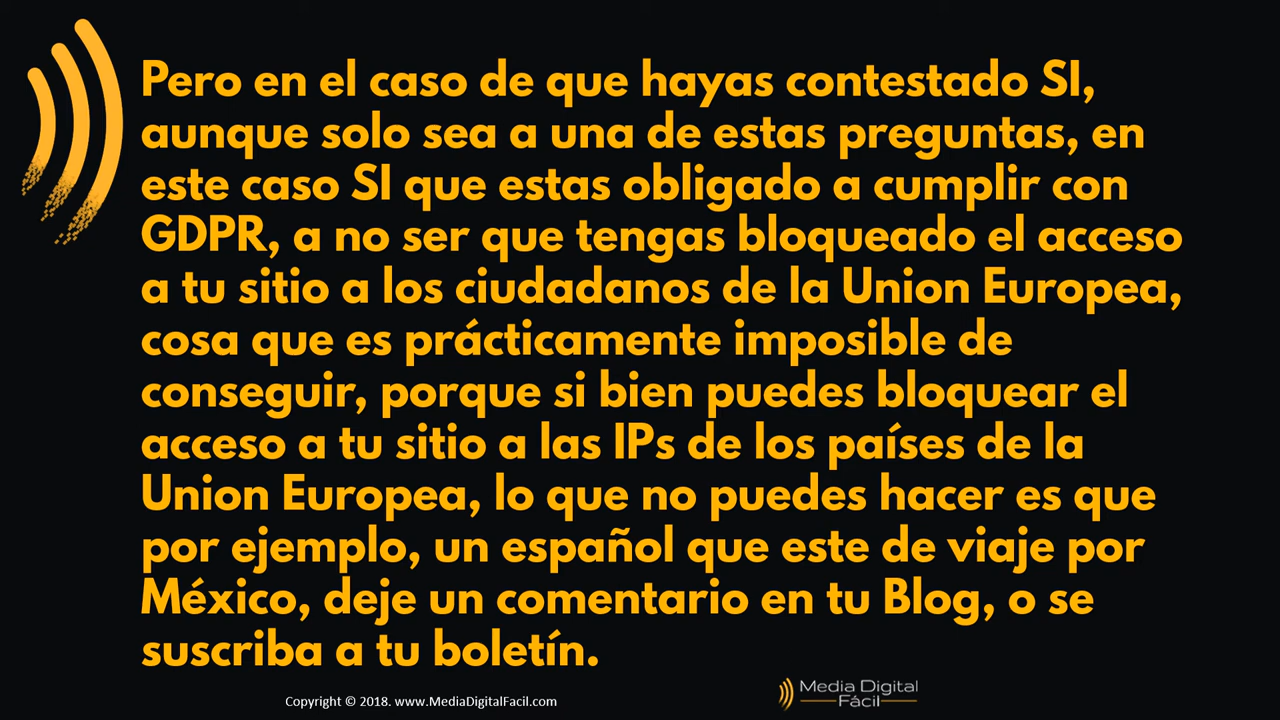 Pero en el caso de que hayas contestado SI,
aunque solo sea a una de estas preguntas, en
este caso SI que estas obligado a cumplir con
GDPR, a no ser que tengas bloqueado el acceso
a tu sitio a los ciudadanos de la Union Europea,
cosa que es prácticamente imposible de
conseguir, porque si bien puedes bloquear el
acceso a tu sitio a las IPs de los países de la
Union Europea, lo que no puedes hacer es que
por ejemplo, un español que este de viaje por
México, deje un comentario en tu Blog, o se
suscriba a tu boletín.
Copyright © 2018. www.MediaDigitalFácil.com
Media Digital
Fácil